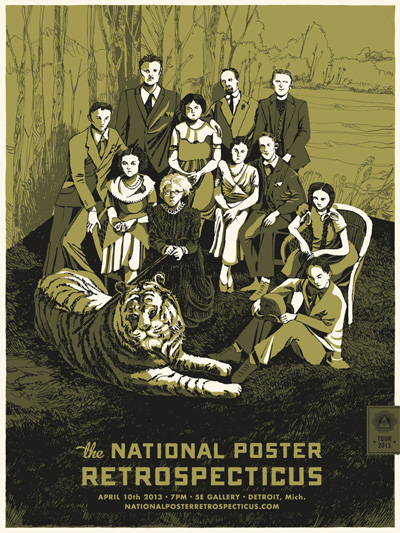 TOUR
2013
the NATIONAL POSTER
RETROSPECTICUS
APRIL 10th 2013 • 7PM • 5E GALLERY • DETROIT, Mich.
NATIONALPOSTERRETROSPECTICUS.COM